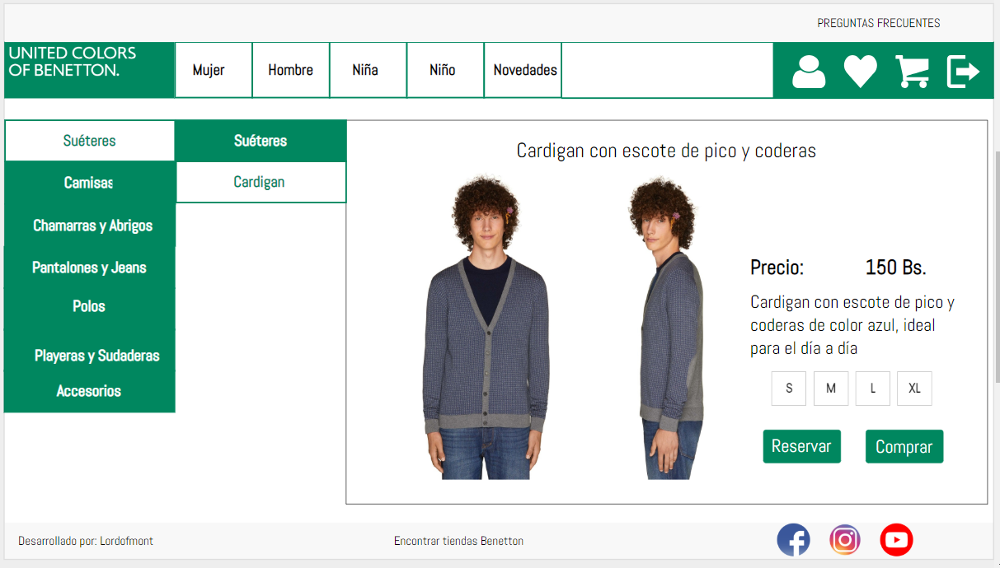 PREGUNTAS FRECUENTES
UNITED COLORS
OF BENETTON.
Mujer
Hombre
Niña
Niño
Novedades
Suéteres
Camisas
Chamarras y Abrigos
Pantalones y Jeans
Polos
Playeras y Sudaderas
Accesorios
Suéteres
Cardigan
Cardigan con escote de pico y coderas
Precio: 150 Bs.
Cardigan con escote de pico y
coderas de color azul, ideal
para el día a día
S M L XL
Reservar Comprar
Desarrollado por: Lordofmont
Encontrar tiendas Benetton